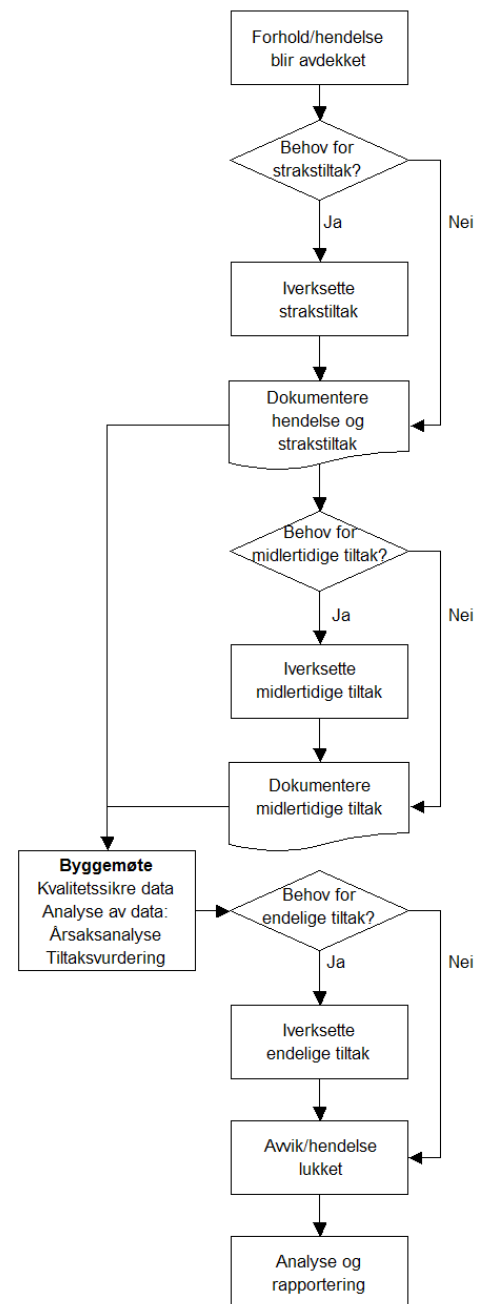 Forhold/hendelse
blir avdekket
Behov for
strakstiltak?
Ja
Nei
Iverksette
strakstiltak
Dokumentere
hendelse og
strakstiltak
Behov for
midlertidige tiltak?
Ja
Nei
Iverksette
midlertidige tiltak
Dokumentere
midlertidige tiltak
Byggemøte
Kvalitetssikre data
Analyse av data:
Årsaksanalyse
Tiltaksvurdering
Behov for
endelige tiltak?
Ja
Nei
Iverksette
endelige tiltak
Avvik/hendelse
lukket
Analyse og
rapportering